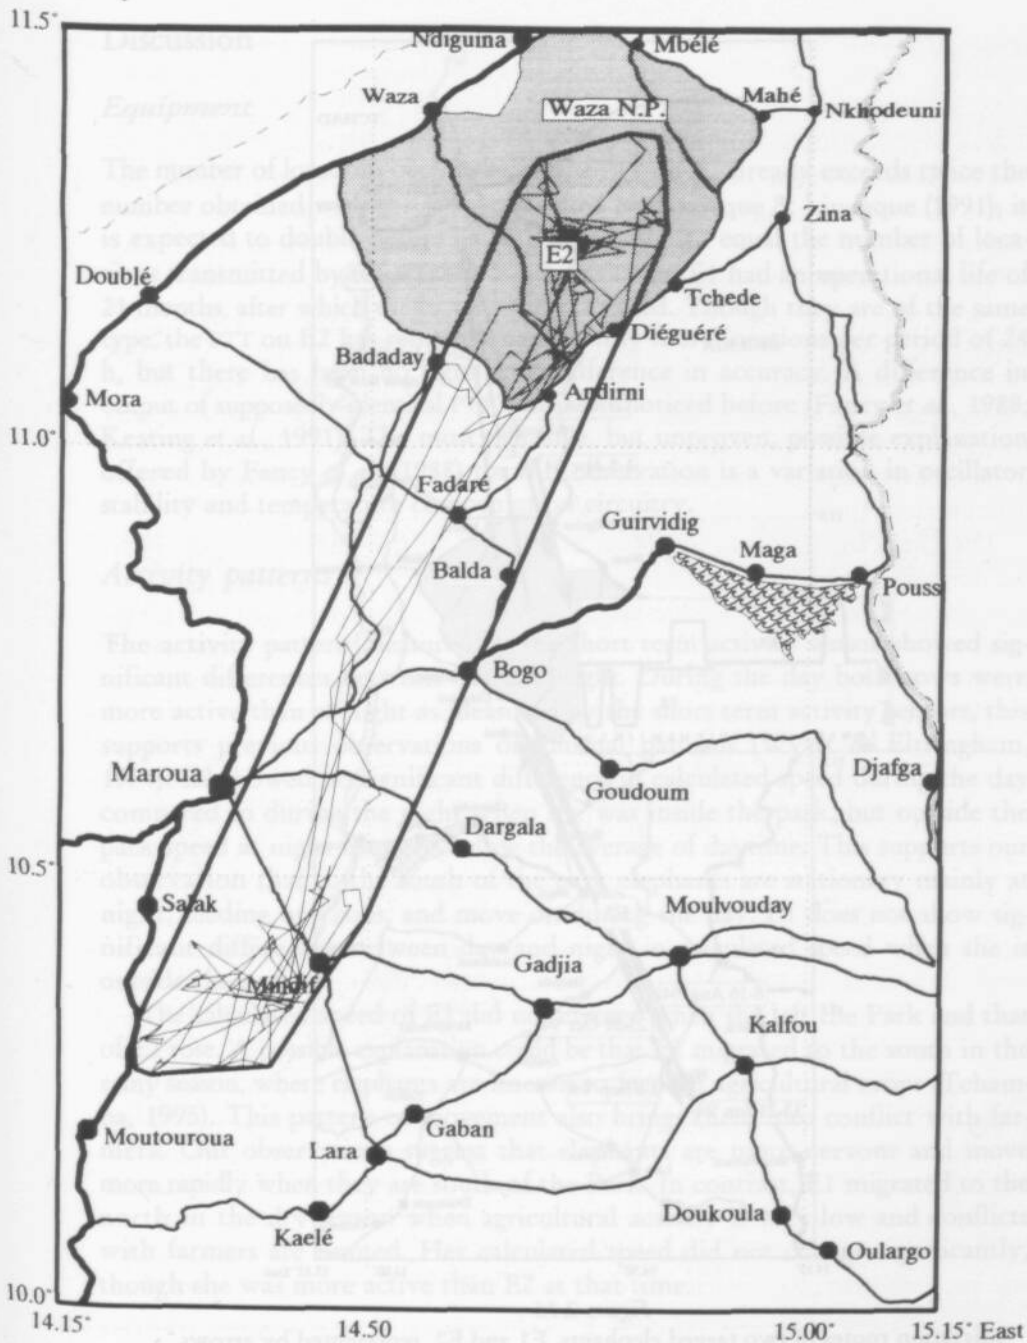 11.5°
Ndiguina
Mbélé
Waza
Waza N.P.
Mahé
Nkhodeuni
Zina
E2
Doublé
Tchede
Diéguéré
Badaday
Andirni
Mora
11.0°
Fadaré
Guirvidig
Maga
Balda
Pouss
Bogo
Maroua
Djafga
Goudoum
Dargala
10.5°
Salak
Moulvouday
Gadjia
Mindif
Kalfou
Gaban
Moutouroua
Lara
Doukoula
Kaelé
Oulargo
10.0°
14.15° 14.50° 15.00° 15.15° East